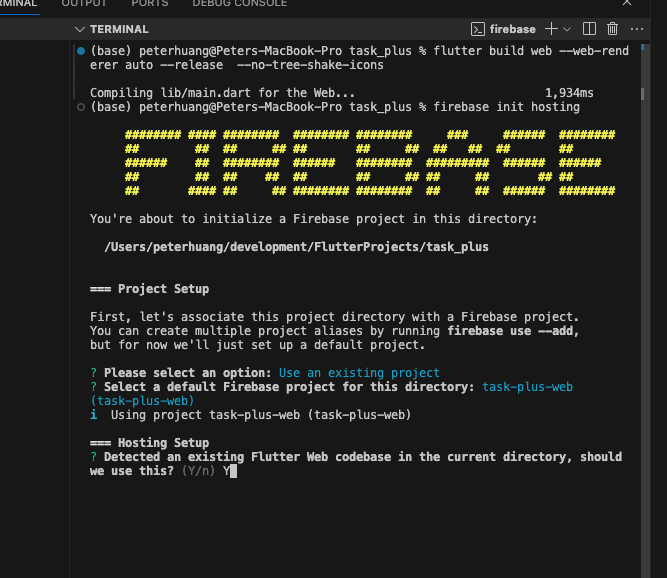 RMINAL OUTPUT PORTS DEBUG CONSOLE
TERMINAL firebase
(base) peterhuang@Peters-MacBook-Pro task_plus % flutter build web --web-rend
erer auto --release  --no-tree-shake-icons
Compiling lib/main.dart for the Web... 1,934ms
(base) peterhuang@Peters-MacBook-Pro task_plus % firebase init hosting
FIREBASE
You're about to initialize a Firebase project in this directory:
/Users/peterhuang/development/FlutterProjects/task_plus
=== Project Setup
First, let's associate this project directory with a Firebase project.
You can create multiple project aliases by running firebase use --add,
but for now we'll just set up a default project.
? Please select an option: Use an existing project
? Select a default Firebase project for this directory: task-plus-web
(task-plus-web)
i  Using project task-plus-web (task-plus-web)
=== Hosting Setup
? Detected an existing Flutter Web codebase in the current directory, should
we use this? (Y/n) Y